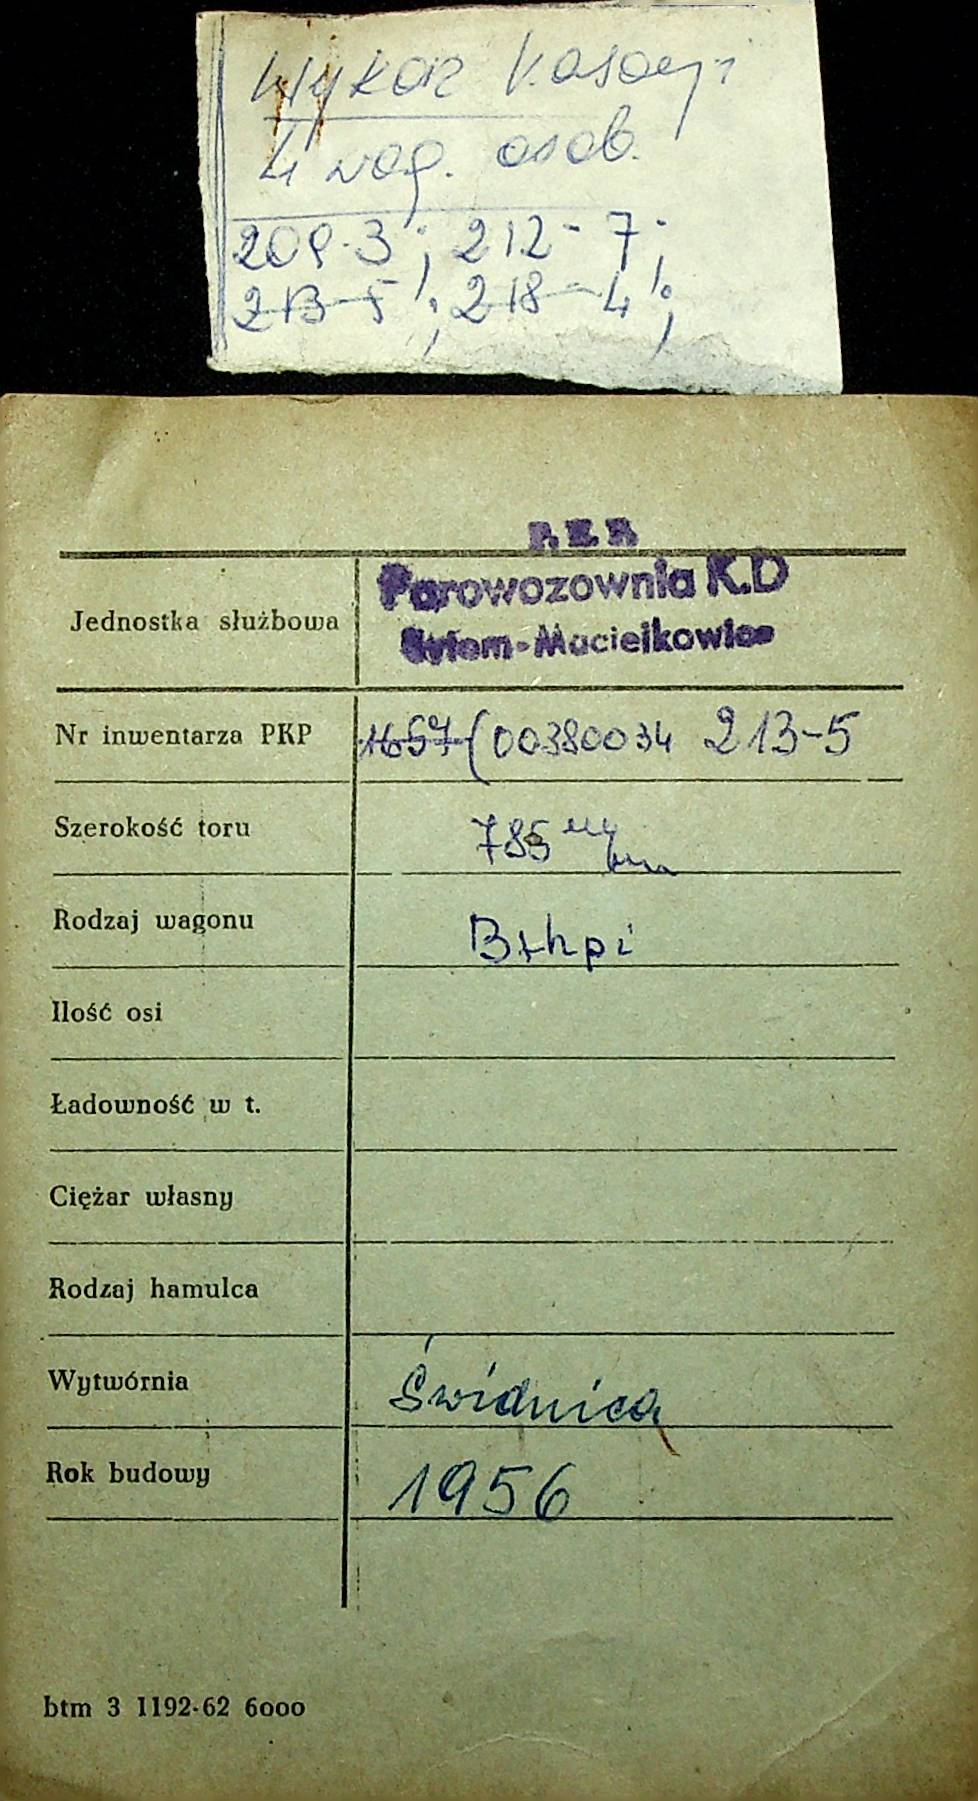 Wykaz kasacji
4 wag. osob.
209-3; 212-7;
213-5; 218-4;
P.K.P.
Parowozownia K.D
Bytom-Maciejkowice
Jednostka służbowa
Nr inwentarza PKP 1657 (00380034 213-5
Szerokość toru 785 m/m
Rodzaj wagonu Bthpi
Ilość osi
Ładowność w t.
Ciężar własny
Rodzaj hamulca
Wytwórnia Świdnica
Rok budowy 1956
btm 3 1192-62 6000